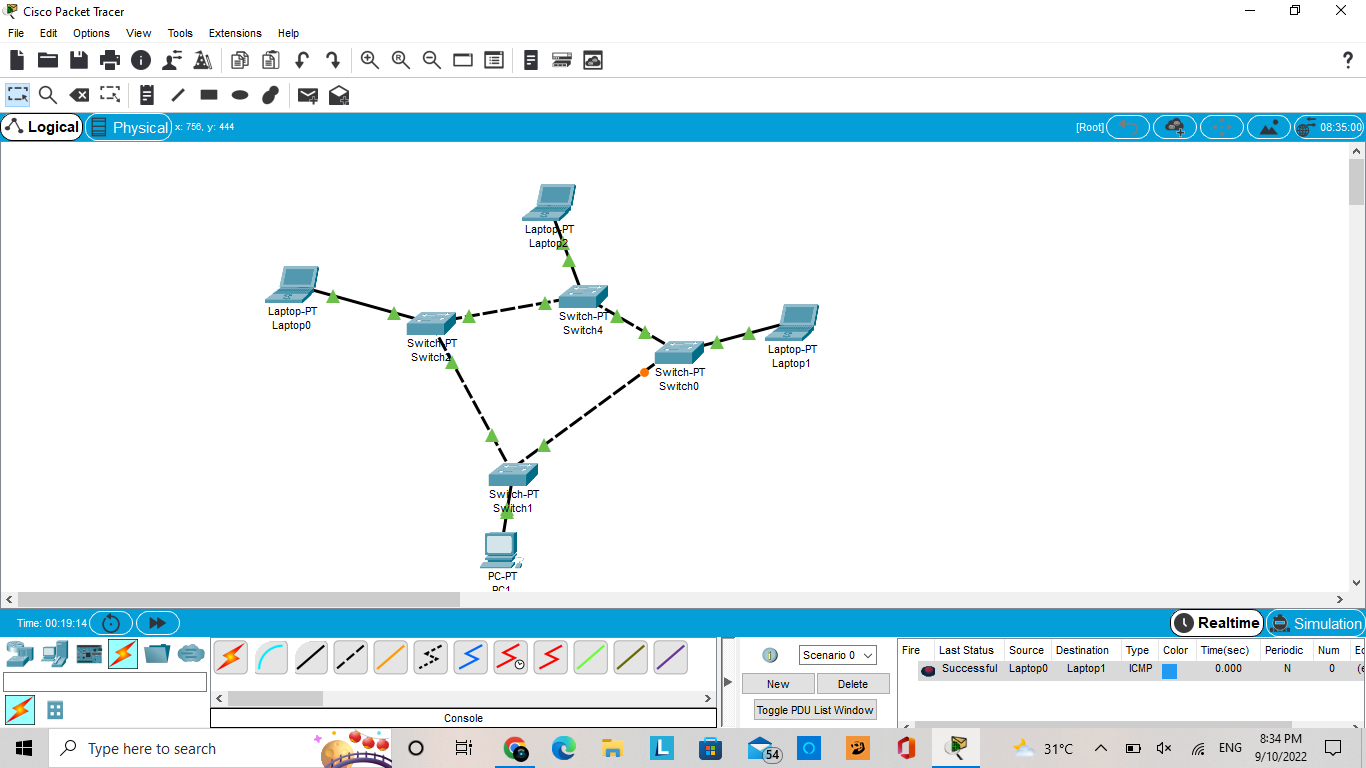 Cisco Packet Tracer
File Edit Options View Tools Extensions Help
?
Logical Physical x: 756, y: 444 [Root] 08:35:00
Laptop-PT
Laptop2
Laptop-PT
Laptop0
Switch-PT
Switch4
Switch-PT
Switch2
Laptop-PT
Laptop1
Switch-PT
Switch0
Switch-PT
Switch1
PC-PT
PC1
Time: 00:19:14 Realtime Simulation
Scenario 0
New Delete
Toggle PDU List Window
Fire Last Status Source Destination Type Color Time(sec) Periodic Num
Successful Laptop0 Laptop1 ICMP 0.000 N 0
Console
Type here to search
54
31°C
ENG
8:34 PM
9/10/2022